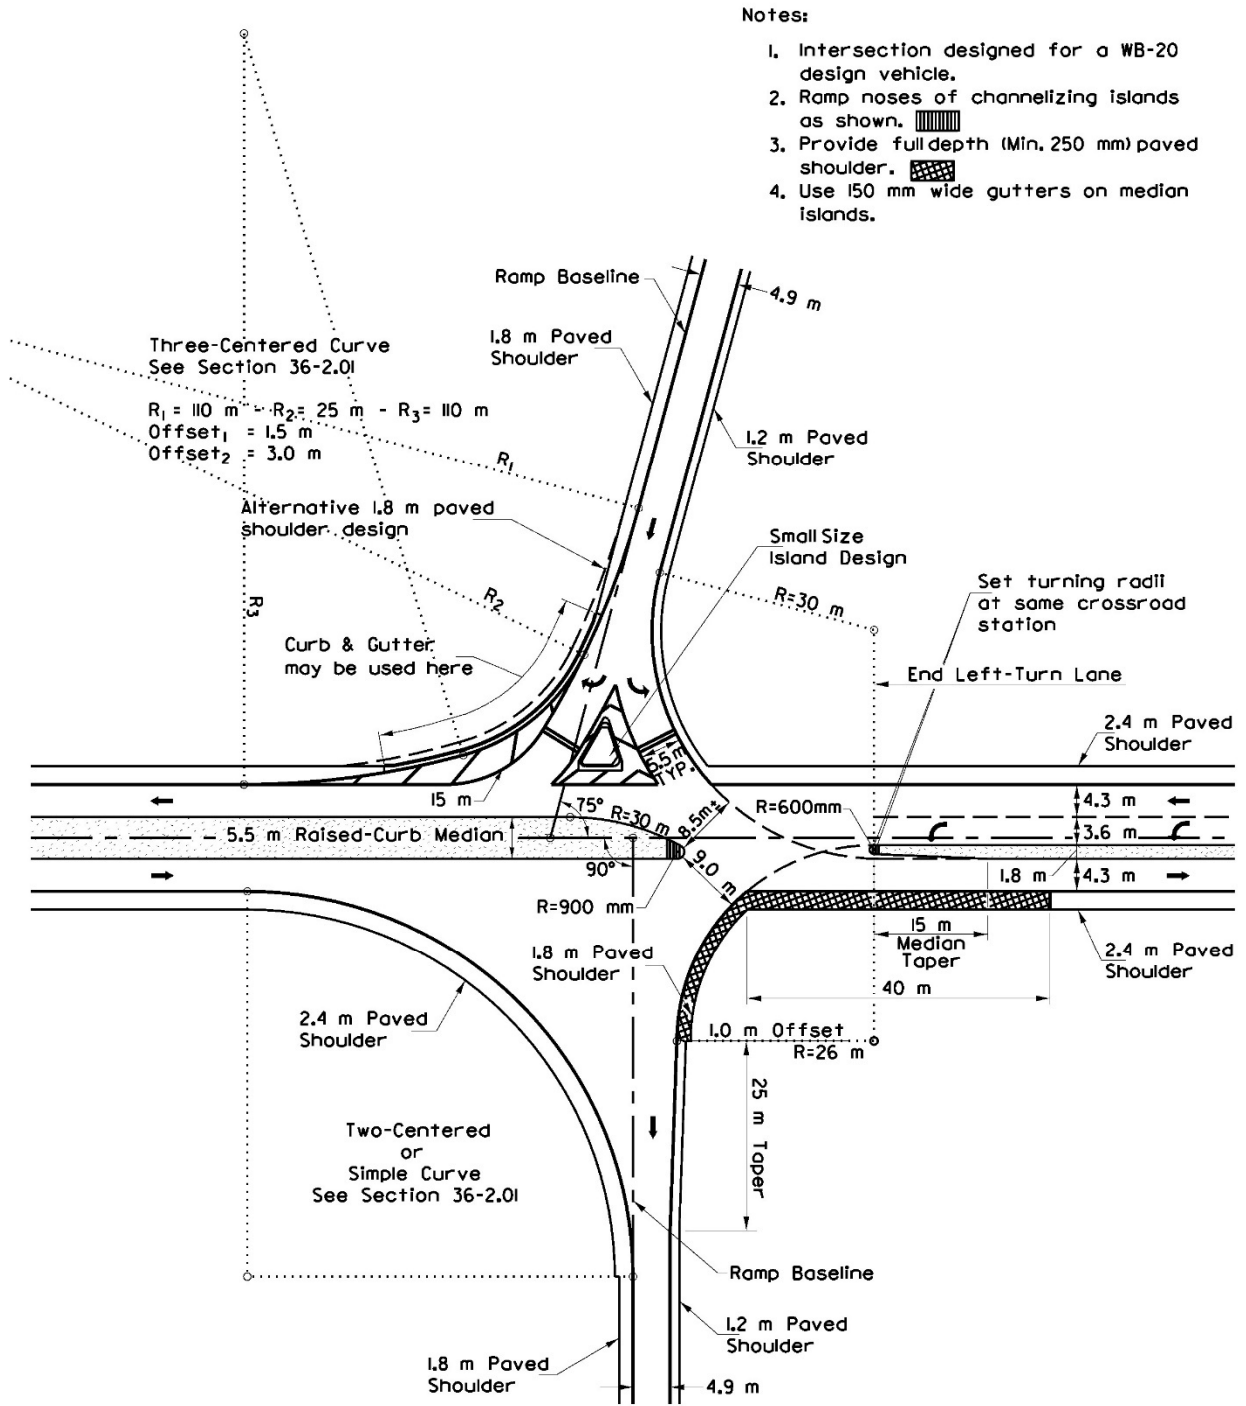 Notes:
1. Intersection designed for a WB-20
design vehicle.
2. Ramp noses of channelizing islands
as shown.
3. Provide full depth (Min. 250 mm) paved
shoulder.
4. Use 150 mm wide gutters on median
islands.
Ramp Baseline
4.9 m
1.8 m Paved
Shoulder
Three-Centered Curve
See Section 36-2.01
R1 = 110 m - R2= 25 m - R3= 110 m
Offset1 = 1.5 m
Offset2 = 3.0 m
1.2 m Paved
Shoulder
R1
Alternative 1.8 m paved
shoulder design
Small Size
Island Design
R2
R3
R=30 m
Set turning radii
at same crossroad
station
Curb & Gutter
may be used here
End Left-Turn Lane
2.4 m Paved
Shoulder
5.5 m
TYP.
15 m
75°
R=30 m
8.5m±
R=600mm
4.3 m
5.5 m Raised-Curb Median
3.6 m
90°
9.0 m
1.8 m
4.3 m
R=900 mm
15 m
Median
Taper
1.8 m Paved
Shoulder
2.4 m Paved
Shoulder
40 m
2.4 m Paved
Shoulder
1.0 m Offset
R=26 m
25 m Taper
Two-Centered
or
Simple Curve
See Section 36-2.01
Ramp Baseline
1.2 m Paved
Shoulder
1.8 m Paved
Shoulder
4.9 m